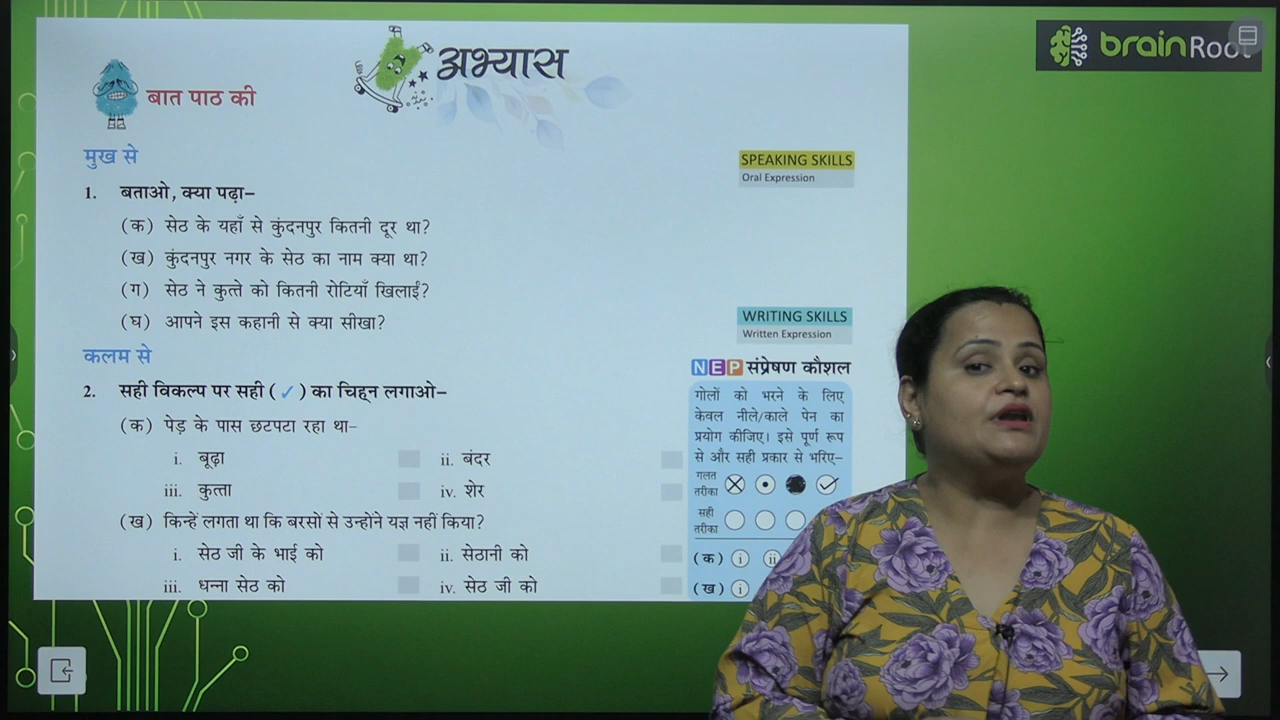 अभ्यास
brainRoot
बात पाठ की
मुख से
SPEAKING SKILLS
Oral Expression
1. बताओ, क्या पढ़ा–
(क) सेठ के यहाँ से कुंदनपुर कितनी दूर था?
(ख) कुंदनपुर नगर के सेठ का नाम क्या था?
(ग) सेठ ने कुत्ते को कितनी रोटियाँ खिलाईं?
(घ) आपने इस कहानी से क्या सीखा?
WRITING SKILLS
Written Expression
कलम से
2. सही विकल्प पर सही (✓) का चिह्न लगाओ–
(क) पेड़ के पास छटपटा रहा था–
i. बूढ़ा
ii. बंदर
iii. कुत्ता
iv. शेर
(ख) किन्हें लगता था कि बरसों से उन्होंने यज्ञ नहीं किया?
i. सेठ जी के भाई को
ii. सेठानी को
iii. धन्ना सेठ को
iv. सेठ जी को
NEP संप्रेषण कौशल
गोलों को भरने के लिए
केवल नीले/काले पेन का
प्रयोग कीजिए। इसे पूर्ण रूप
से और सही प्रकार से भरिए–
गलत
तरीका
सही
तरीका
(क) i ii
(ख) i